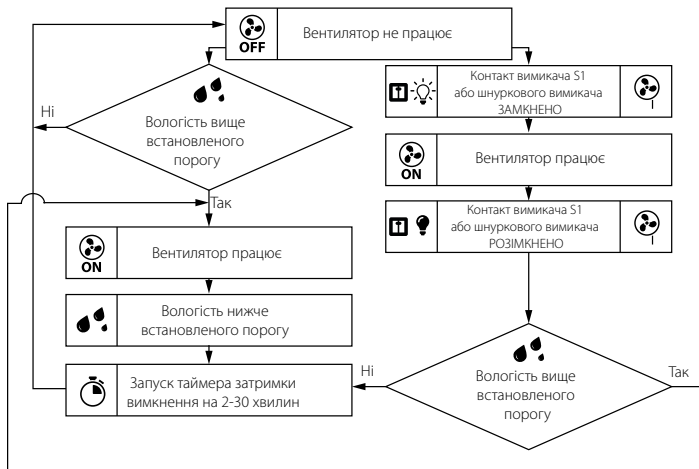 OFF
Вентилятор не працює
Ні
Вологість вище
встановленого
порогу
Так
Контакт вимикача S1
або шнуркового вимикача
ЗАМКНЕНО
ON
Вентилятор працює
Контакт вимикача S1
або шнуркового вимикача
РОЗІМКНЕНО
ON
Вентилятор працює
Вологість нижче
встановленого порогу
Запуск таймера затримки
вимкнення на 2-30 хвилин
Ні
Вологість вище
встановленого
порогу
Так